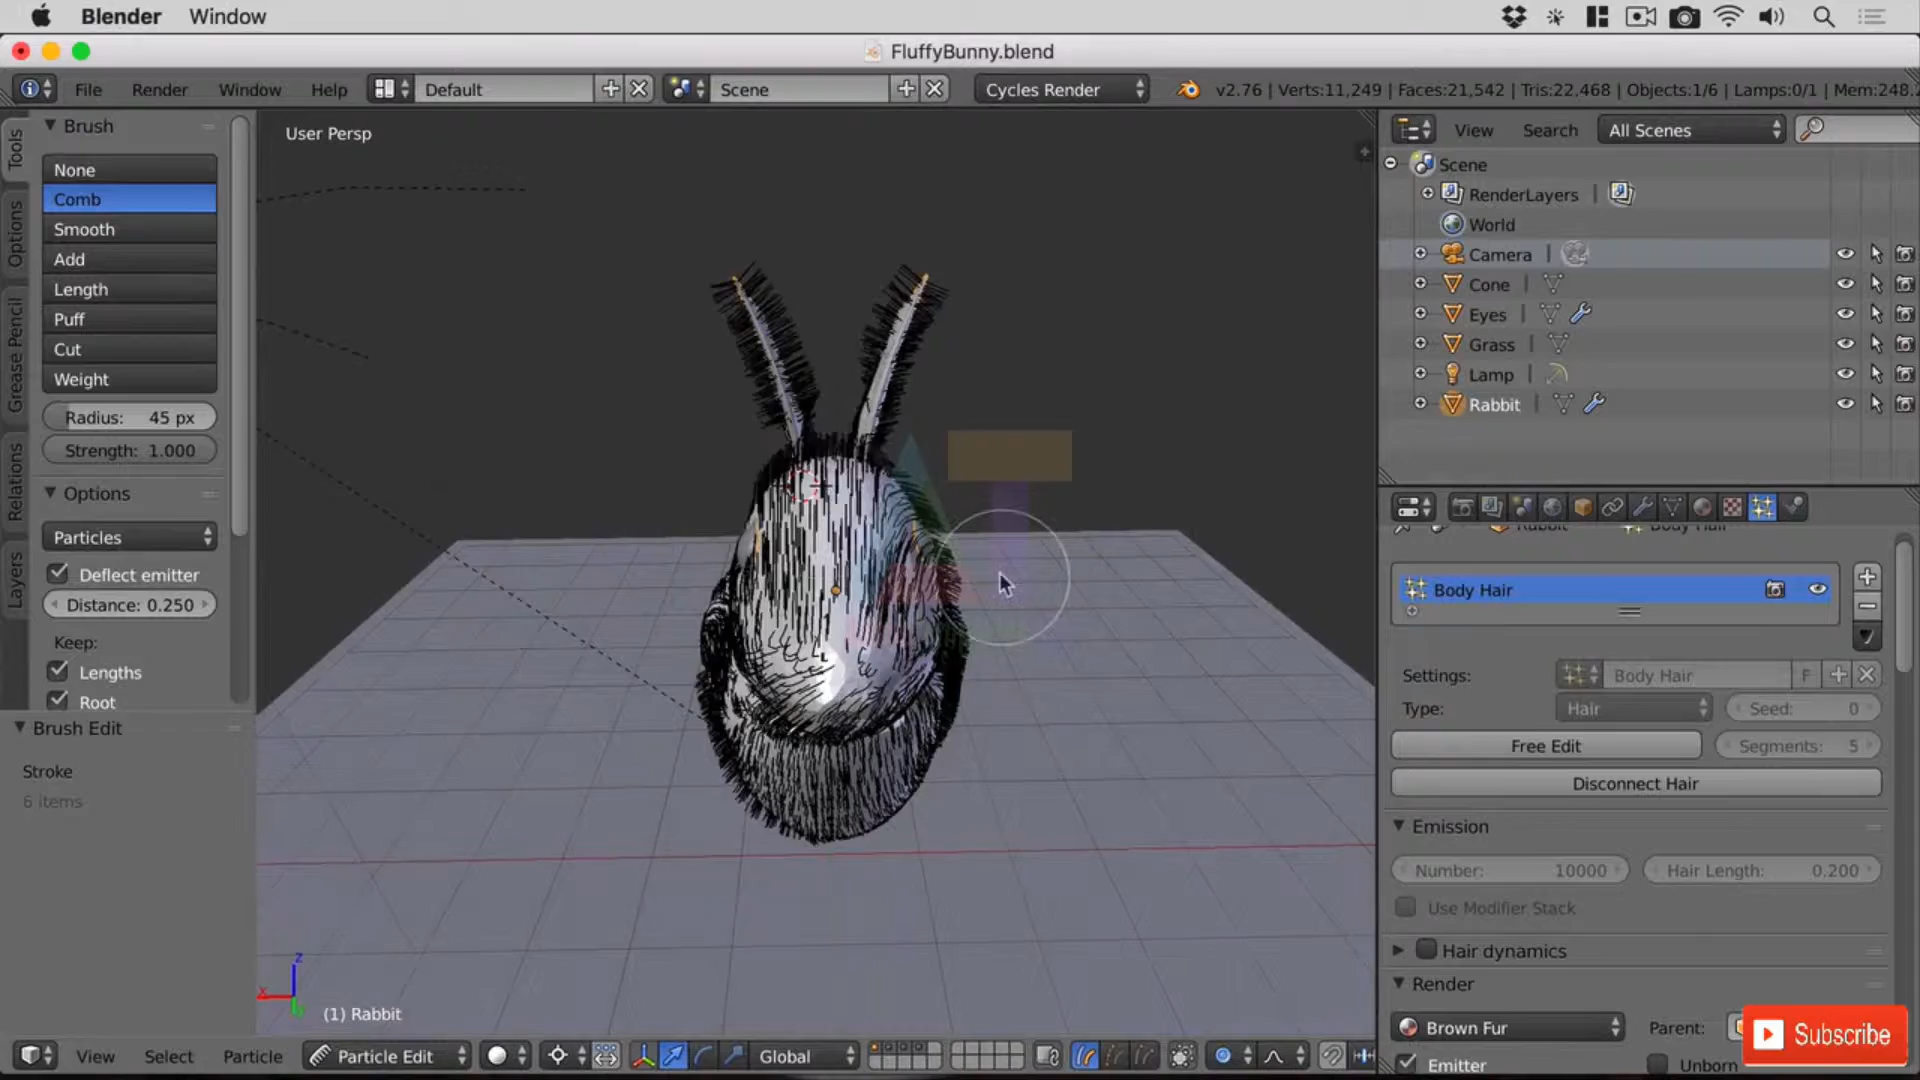 Blender Window
FluffyBunny.blend
File Render Window Help Default Scene Cycles Render v2.76 | Verts:11,249 | Faces:21,542 | Tris:22,468 | Objects:1/6 | Lamps:0/1 | Mem:248.
Tools
Options
Grease Pencil
Relations
Layers
Brush
None
Comb
Smooth
Add
Length
Puff
Cut
Weight
Radius: 45 px
Strength: 1.000
Options
Particles
Deflect emitter
Distance: 0.250
Keep:
Lengths
Root
Brush Edit
Stroke
6 items
User Persp
z
x
(1) Rabbit
View Search All Scenes
Scene
RenderLayers
World
Camera
Cone
Eyes
Grass
Lamp
Rabbit
Rabbit Body Hair
Body Hair
Settings: Body Hair F
Type: Hair Seed: 0
Free Edit Segments: 5
Disconnect Hair
Emission
Number: 10000 Hair Length: 0.200
Use Modifier Stack
Hair dynamics
Render
Brown Fur Parent:
Emitter Unborn
Subscribe
View Select Particle Particle Edit Global